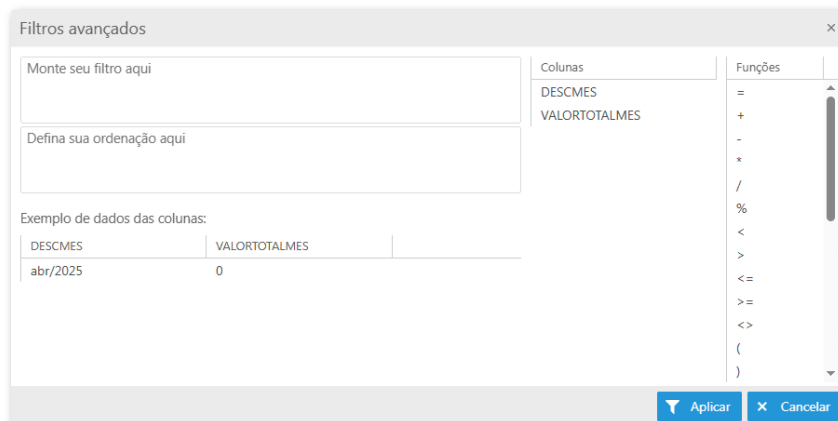 Filtros avançados ×
Monte seu filtro aqui
Defina sua ordenação aqui
Exemplo de dados das colunas:
DESCMES VALORTOTALMES
abr/2025 0
Colunas
DESCMES
VALORTOTALMES
Funções
=
+
-
*
/
%
<
>
<=
>=
<>
(
)
Aplicar × Cancelar